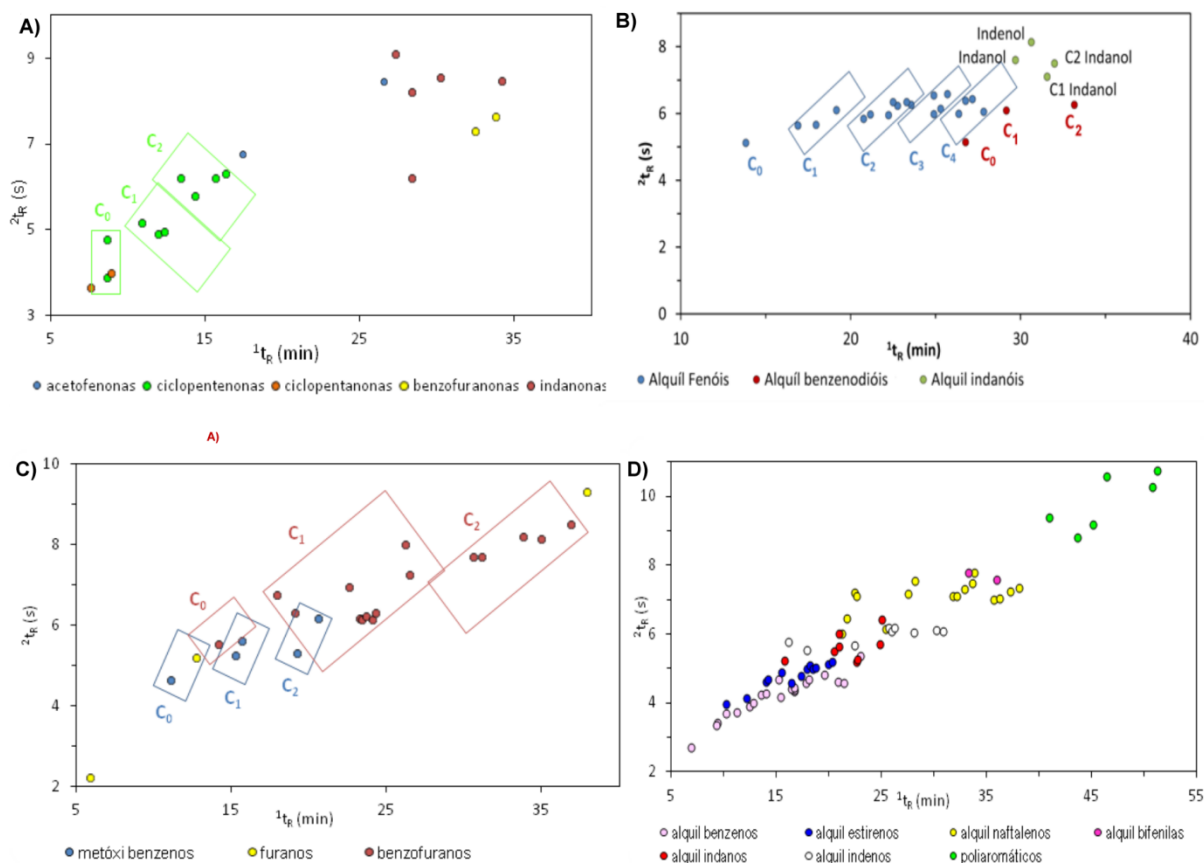 A)
9
7
5
3
²tR (s)
C2
C1
C0
5 15 25 35
¹tR (min)
acetofenonas ciclopentenonas ciclopentanonas benzofuranonas indanonas
B)
8
6
4
2
0
²tR (s)
Indenol
Indanol
C2 Indanol
C1 Indanol
C0
C1
C2
C3
C4
C0
C1
C2
10 20 30 40
¹tR (min)
Alquíl Fenóis Alquíl benzenodióis Alquil indanóis
A)
C)
10
8
6
4
2
²tR (s)
C0
C1
C2
C0
C1
C2
5 15 25 35
¹tR (min)
metóxi benzenos furanos benzofuranos
D)
10
8
6
4
2
²tR (s)
5 15 25 35 45 55
¹tR (min)
alquil benzenos alquil estirenos alquil naftalenos alquil bifenilas
alquil indanos alquil indenos poliaromáticos